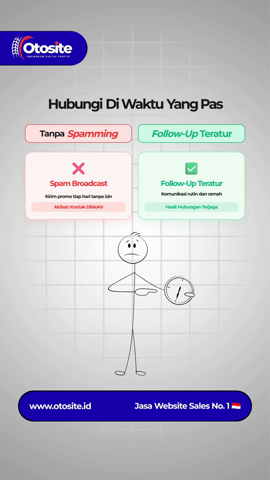 Otosite
Hubungi Di Waktu Yang Pas
Tanpa Spamming
Follow-Up Teratur
Spam Broadcast
Kirim promo tiap hari tanpa izin
Akibat: Kontak Diblokir
Follow-Up Teratur
Komunikasi rutin dan ramah
Hasil: Hubungan Terjaga
www.otosite.id
Jasa Website Sales No. 1